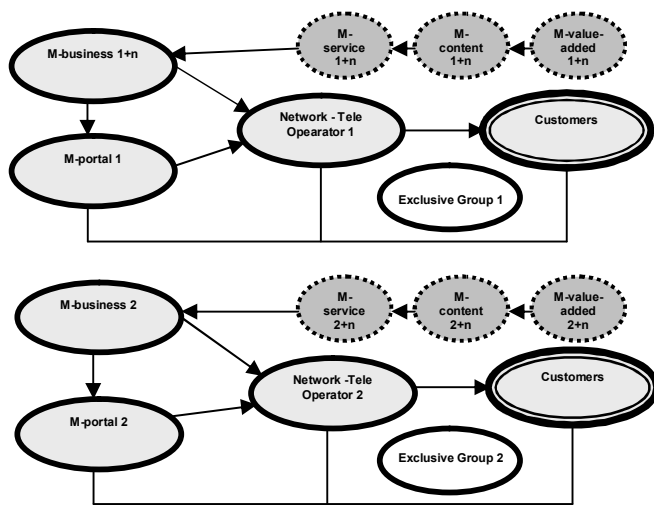 M-business 1+n
M-
service
1+n
M-
content
1+n
M-value-
added
1+n
Network - Tele
Opearator 1
Customers
M-portal 1
Exclusive Group 1
M-business 2
M-
service
2+n
M-
content
2+n
M-value-
added
2+n
Network -Tele
Operator 2
Customers
M-portal 2
Exclusive Group 2